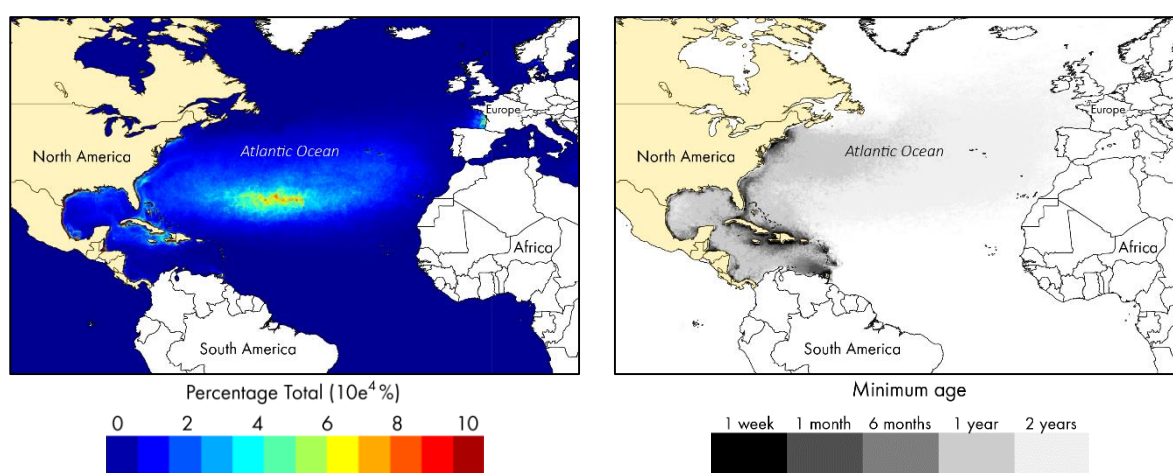 North America
Atlantic Ocean
Europe
Africa
South America
Percentage Total (10e⁴ %)
0 2 4 6 8 10
North America
Atlantic Ocean
Europe
Africa
South America
Minimum age
1 week 1 month 6 months 1 year 2 years